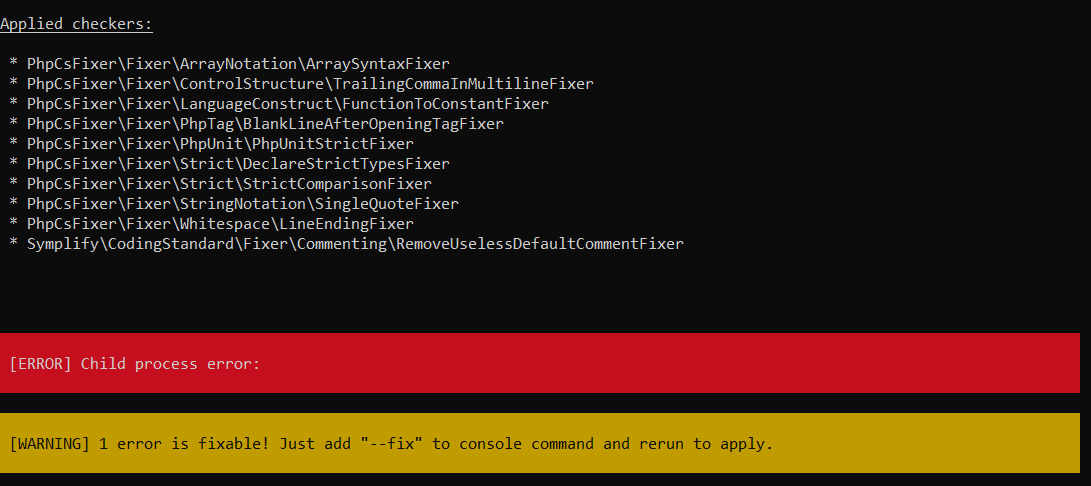 Applied checkers:
* PhpCsFixer\Fixer\ArrayNotation\ArraySyntaxFixer
* PhpCsFixer\Fixer\ControlStructure\TrailingCommaInMultilineFixer
* PhpCsFixer\Fixer\LanguageConstruct\FunctionToConstantFixer
* PhpCsFixer\Fixer\PhpTag\BlankLineAfterOpeningTagFixer
* PhpCsFixer\Fixer\PhpUnit\PhpUnitStrictFixer
* PhpCsFixer\Fixer\Strict\DeclareStrictTypesFixer
* PhpCsFixer\Fixer\Strict\StrictComparisonFixer
* PhpCsFixer\Fixer\StringNotation\SingleQuoteFixer
* PhpCsFixer\Fixer\Whitespace\LineEndingFixer
* Symplify\CodingStandard\Fixer\Commenting\RemoveUselessDefaultCommentFixer
[ERROR] Child process error:
[WARNING] 1 error is fixable! Just add "--fix" to console command and rerun to apply.